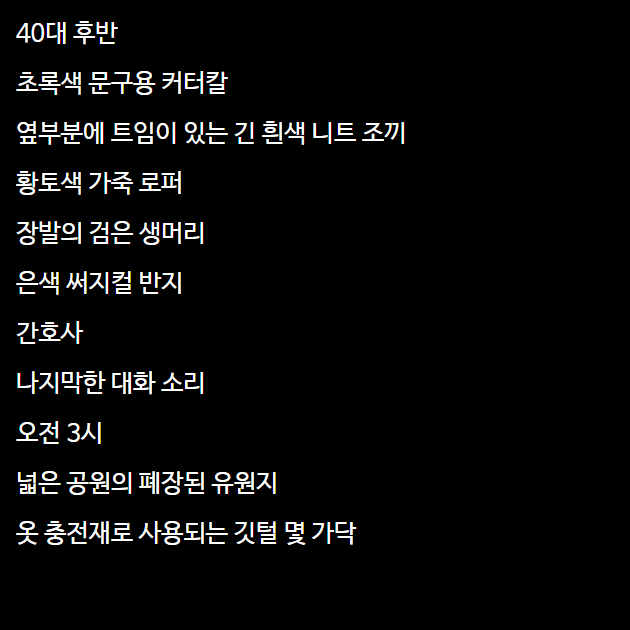 40대 후반
초록색 문구용 커터칼
옆부분에 트임이 있는 긴 흰색 니트 조끼
황토색 가죽 로퍼
장발의 검은 생머리
은색 써지컬 반지
간호사
나지막한 대화 소리
오전 3시
넓은 공원의 폐장된 유원지
옷 충전재로 사용되는 깃털 몇 가닥